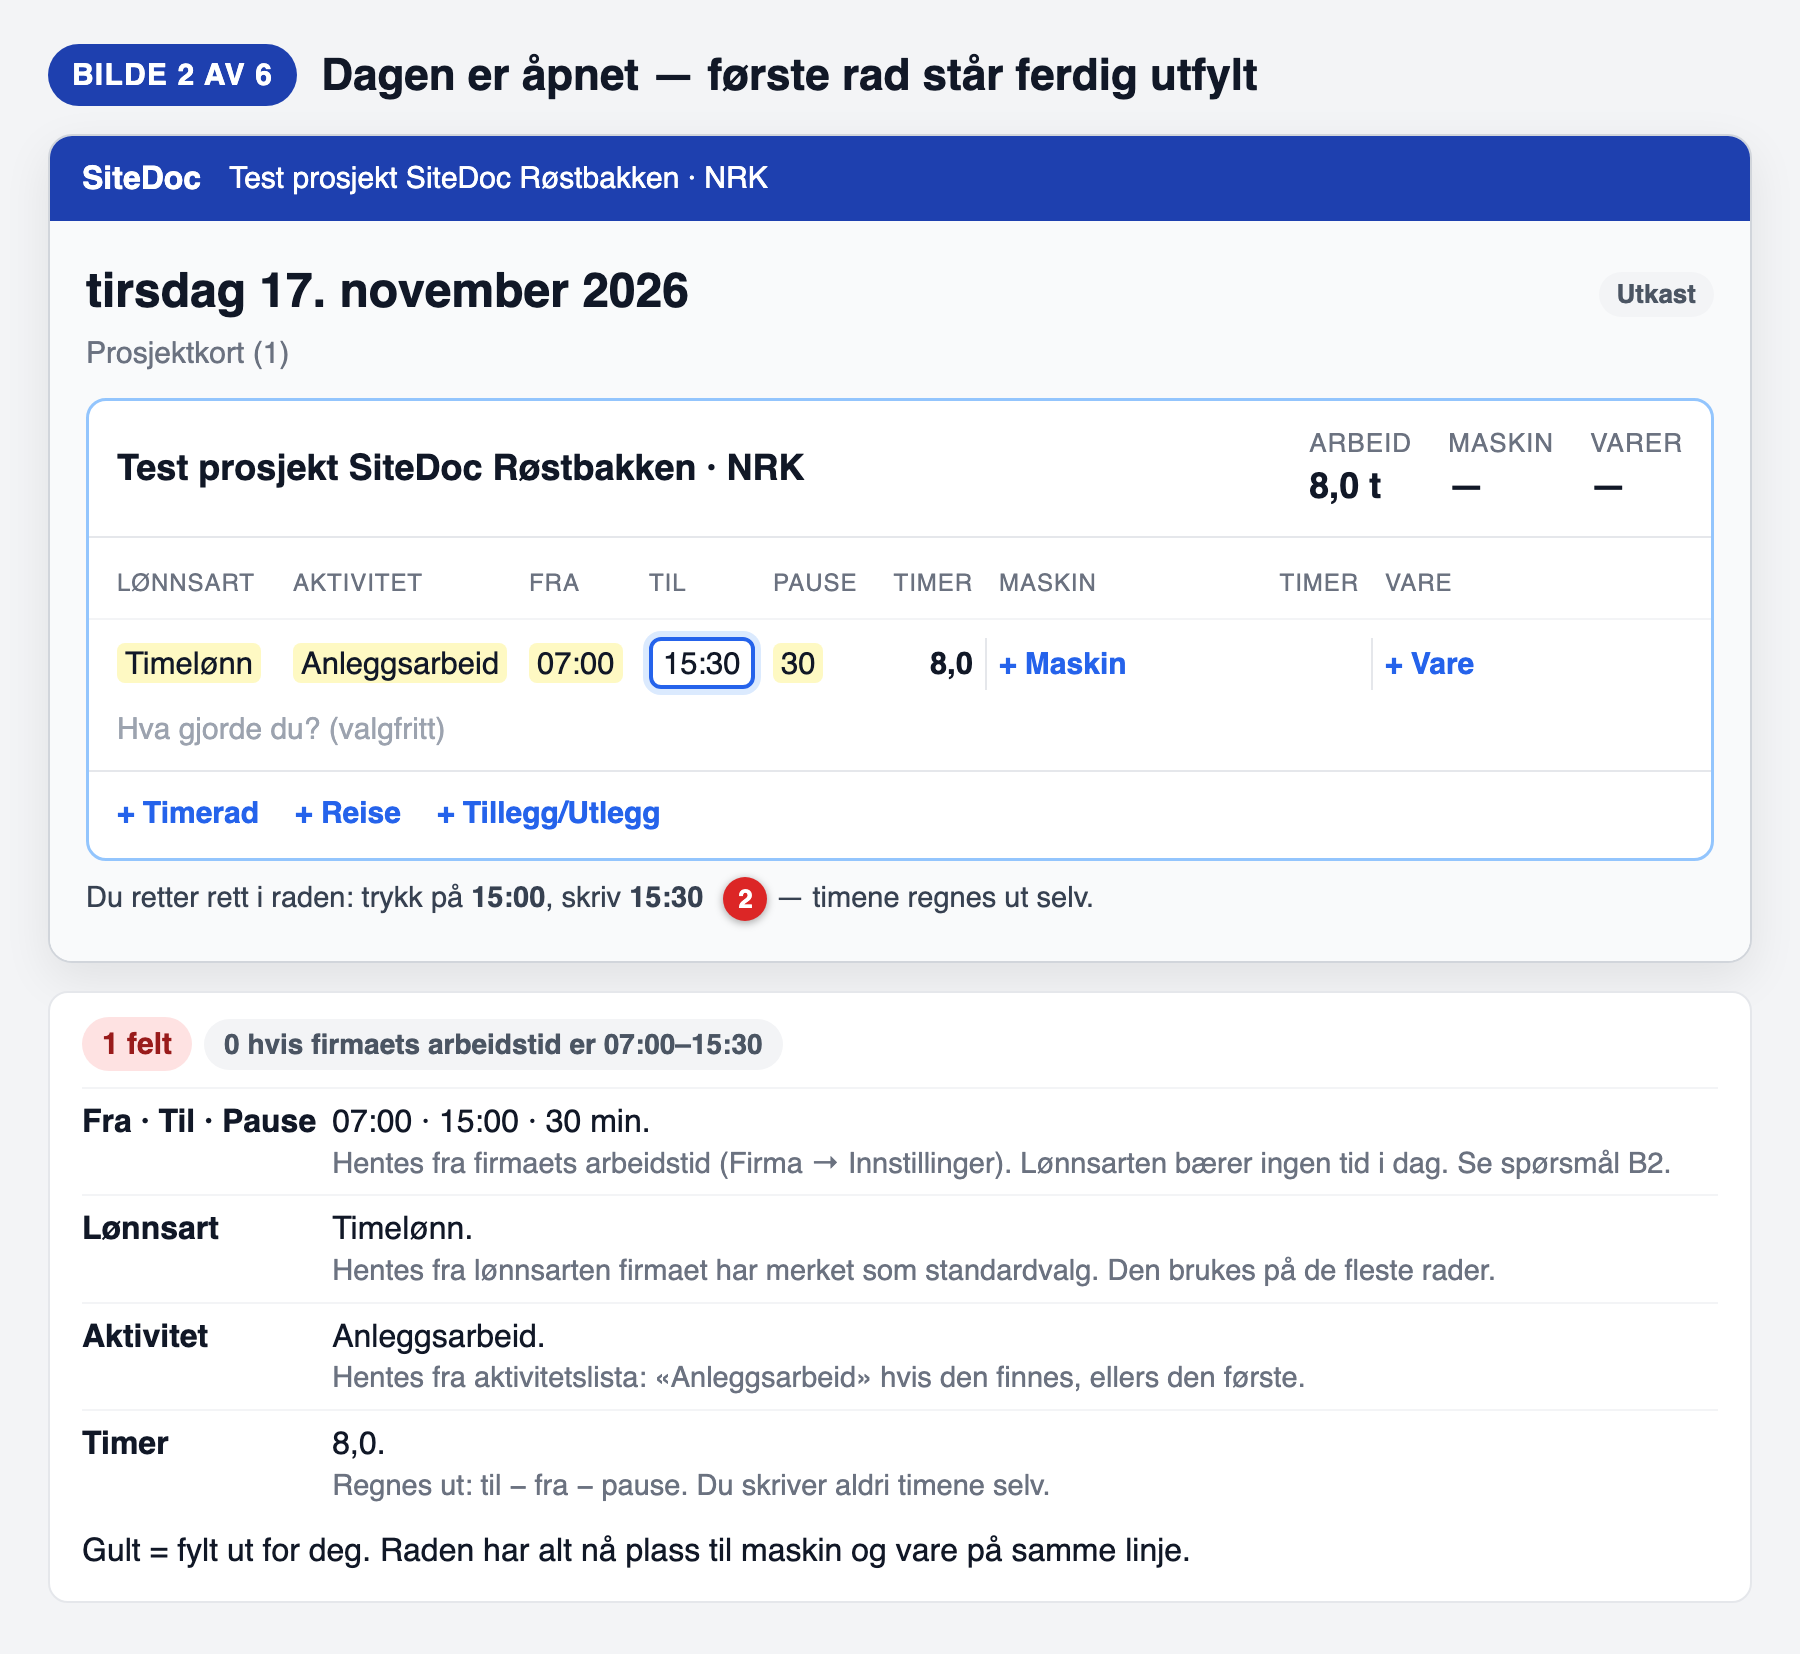 BILDE 2 AV 6 Dagen er åpnet — første rad står ferdig utfylt
SiteDoc Test prosjekt SiteDoc Røstbakken · NRK
tirsdag 17. november 2026 Utkast
Prosjektkort (1)
Test prosjekt SiteDoc Røstbakken · NRK
ARBEID MASKIN VARER
8,0 t — —
LØNNSART AKTIVITET FRA TIL PAUSE TIMER MASKIN TIMER VARE
Timelønn Anleggsarbeid 07:00 15:30 30 8,0 + Maskin + Vare
Hva gjorde du? (valgfritt)
+ Timerad + Reise + Tillegg/Utlegg
Du retter rett i raden: trykk på 15:00, skriv 15:30 2 — timene regnes ut selv.
1 felt 0 hvis firmaets arbeidstid er 07:00–15:30
Fra · Til · Pause 07:00 · 15:00 · 30 min.
Hentes fra firmaets arbeidstid (Firma → Innstillinger). Lønnsarten bærer ingen tid i dag. Se spørsmål B2.
Lønnsart Timelønn.
Hentes fra lønnsarten firmaet har merket som standardvalg. Den brukes på de fleste rader.
Aktivitet Anleggsarbeid.
Hentes fra aktivitetslista: «Anleggsarbeid» hvis den finnes, ellers den første.
Timer 8,0.
Regnes ut: til – fra – pause. Du skriver aldri timene selv.
Gult = fylt ut for deg. Raden har alt nå plass til maskin og vare på samme linje.